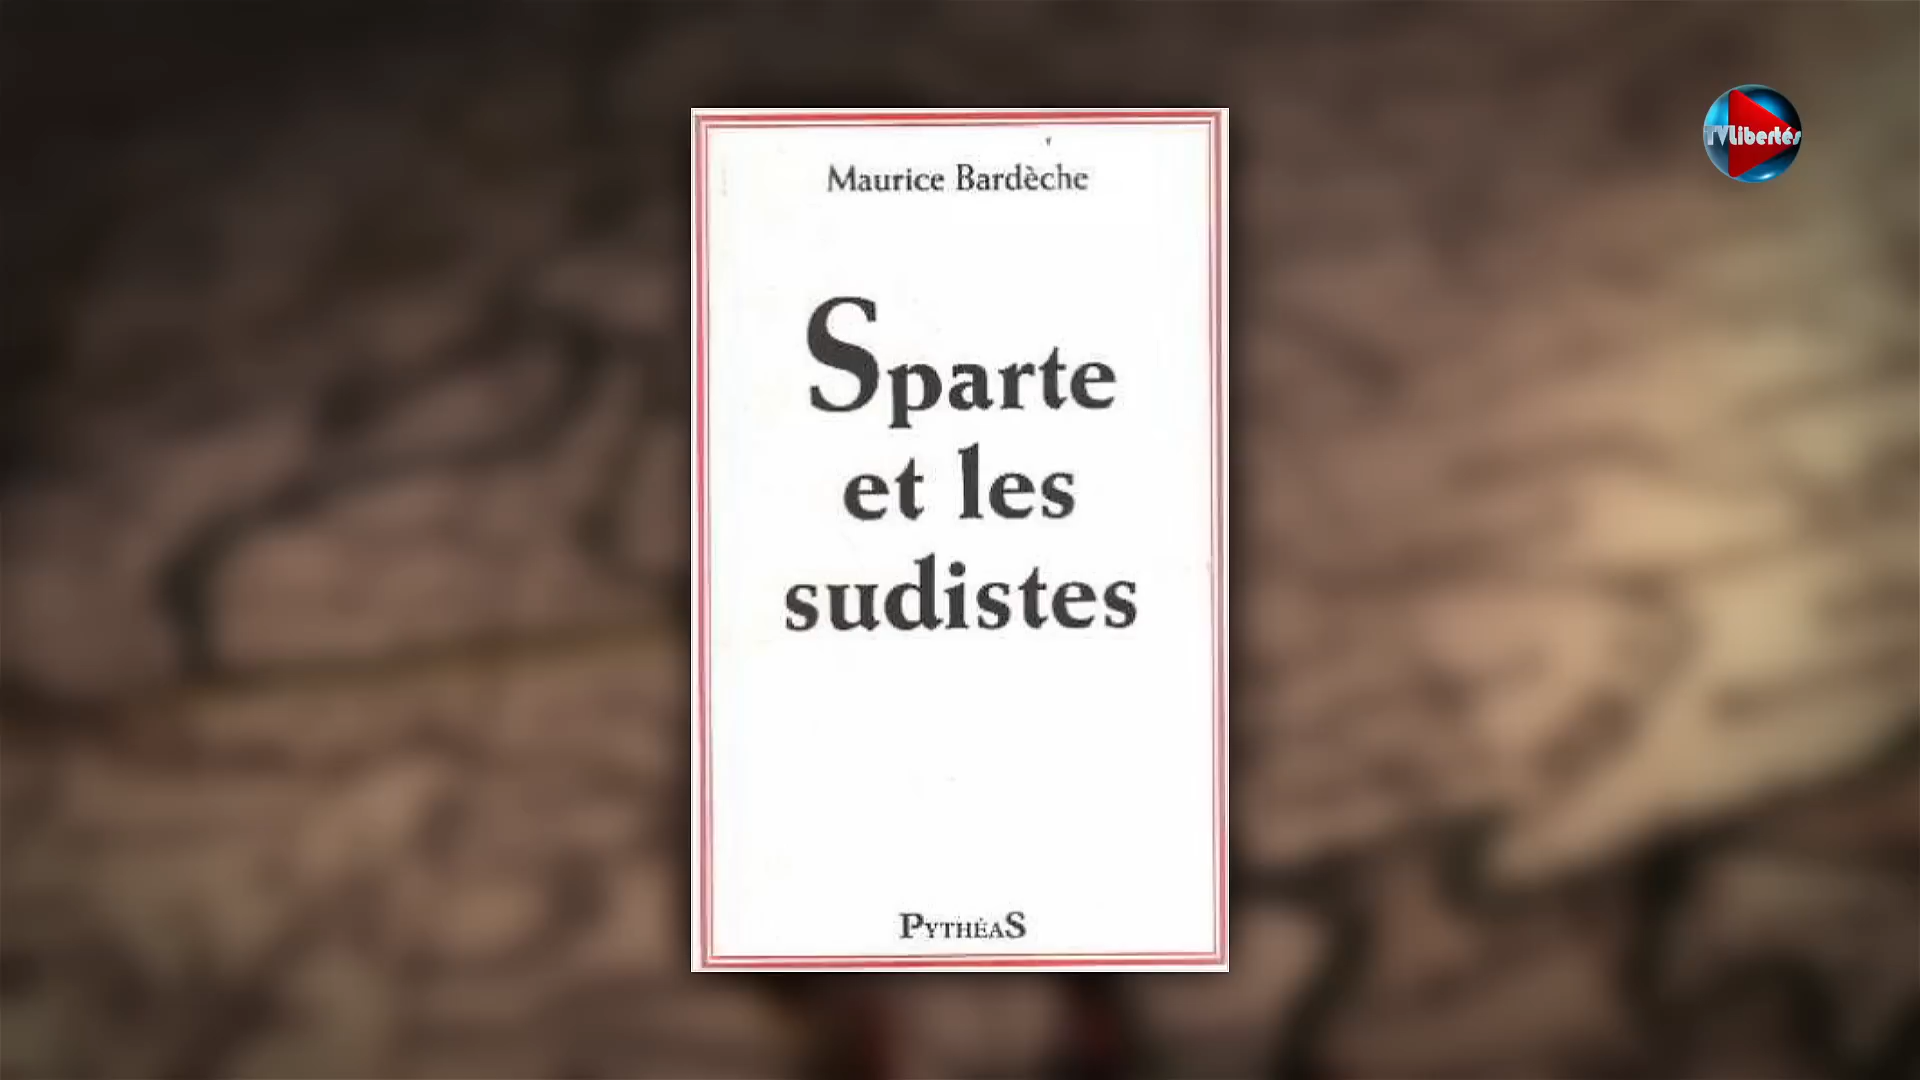 TVLibertés
Maurice Bardèche
Sparte
et les
sudistes
PYTHÉAS